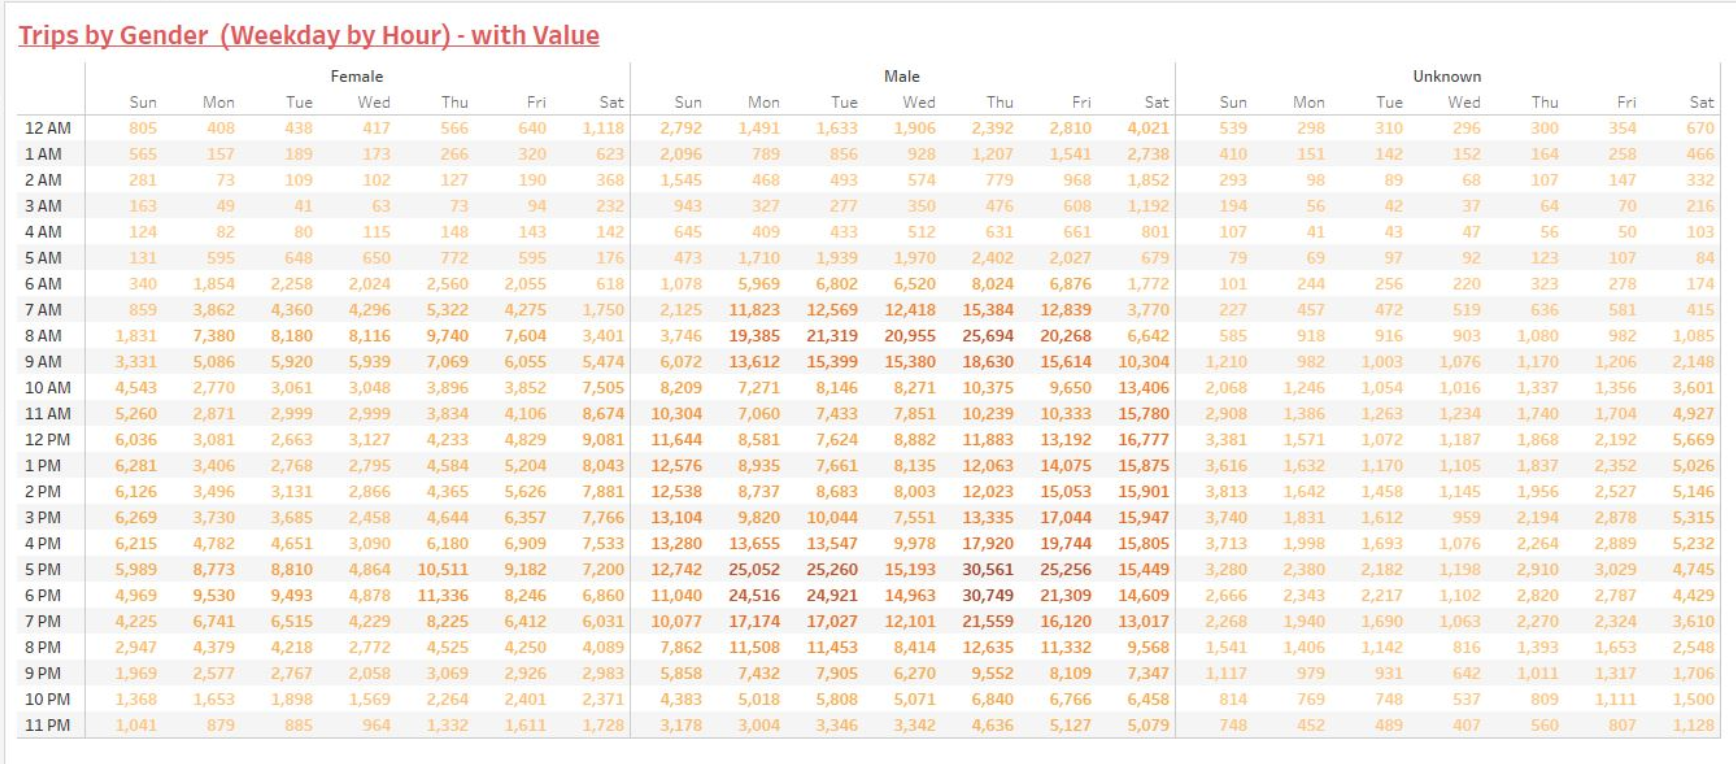 Trips by Gender (Weekday by Hour) - with Value
Female Male Unknown
Sun Mon Tue Wed Thu Fri Sat Sun Mon Tue Wed Thu Fri Sat Sun Mon Tue Wed Thu Fri Sat
12 AM 805 408 438 417 566 640 1,118 2,792 1,491 1,633 1,906 2,392 2,810 4,021 539 298 310 296 300 354 670
1 AM 565 157 189 173 266 320 623 2,096 789 856 928 1,207 1,541 2,738 410 151 142 152 164 258 466
2 AM 281 73 109 102 127 190 368 1,545 468 493 574 779 968 1,852 293 98 89 68 107 147 332
3 AM 163 49 41 63 73 94 232 943 327 277 350 476 608 1,192 194 56 42 37 64 70 216
4 AM 124 82 80 115 148 143 142 645 409 433 512 631 661 801 107 41 43 47 56 50 103
5 AM 131 595 648 650 772 595 176 473 1,710 1,939 1,970 2,402 2,027 679 79 69 97 92 123 107 84
6 AM 340 1,854 2,258 2,024 2,560 2,055 618 1,078 5,969 6,802 6,520 8,024 6,876 1,772 101 244 256 220 323 278 174
7 AM 859 3,862 4,360 4,296 5,322 4,275 1,750 2,125 11,823 12,569 12,418 15,384 12,839 3,770 227 457 472 519 636 581 415
8 AM 1,831 7,380 8,180 8,116 9,740 7,604 3,401 3,746 19,385 21,319 20,955 25,694 20,268 6,642 585 918 916 903 1,080 982 1,085
9 AM 3,331 5,086 5,920 5,939 7,069 6,055 5,474 6,072 13,612 15,399 15,380 18,630 15,614 10,304 1,210 982 1,003 1,076 1,170 1,206 2,148
10 AM 4,543 2,770 3,061 3,048 3,896 3,852 7,505 8,209 7,271 8,146 8,271 10,375 9,650 13,406 2,068 1,246 1,054 1,016 1,337 1,356 3,601
11 AM 5,260 2,871 2,999 2,999 3,834 4,106 8,674 10,304 7,060 7,433 7,851 10,239 10,333 15,780 2,908 1,386 1,263 1,234 1,740 1,704 4,927
12 PM 6,036 3,081 2,663 3,127 4,233 4,829 9,081 11,644 8,581 7,624 8,882 11,883 13,192 16,777 3,381 1,571 1,072 1,187 1,868 2,192 5,669
1 PM 6,281 3,406 2,768 2,795 4,584 5,204 8,043 12,576 8,935 7,661 8,135 12,063 14,075 15,875 3,616 1,632 1,170 1,105 1,837 2,352 5,026
2 PM 6,126 3,496 3,131 2,866 4,365 5,626 7,881 12,538 8,737 8,683 8,003 12,023 15,053 15,901 3,813 1,642 1,458 1,145 1,956 2,527 5,146
3 PM 6,269 3,730 3,685 2,458 4,644 6,357 7,766 13,104 9,820 10,044 7,551 13,335 17,044 15,947 3,740 1,831 1,612 959 2,194 2,878 5,315
4 PM 6,215 4,782 4,651 3,090 6,180 6,909 7,533 13,280 13,655 13,547 9,978 17,920 19,744 15,805 3,713 1,998 1,693 1,076 2,264 2,889 5,232
5 PM 5,989 8,773 8,810 4,864 10,511 9,182 7,200 12,742 25,052 25,260 15,193 30,561 25,256 15,449 3,280 2,380 2,182 1,198 2,910 3,029 4,745
6 PM 4,969 9,530 9,493 4,878 11,336 8,246 6,860 11,040 24,516 24,921 14,963 30,749 21,309 14,609 2,666 2,343 2,217 1,102 2,820 2,787 4,429
7 PM 4,225 6,741 6,515 4,229 8,225 6,412 6,031 10,077 17,174 17,027 12,101 21,559 16,120 13,017 2,268 1,940 1,690 1,063 2,270 2,324 3,610
8 PM 2,947 4,379 4,218 2,772 4,525 4,250 4,089 7,862 11,508 11,453 8,414 12,635 11,332 9,568 1,541 1,406 1,142 816 1,393 1,653 2,548
9 PM 1,969 2,577 2,767 2,058 3,069 2,926 2,983 5,858 7,432 7,905 6,270 9,552 8,109 7,347 1,117 979 931 642 1,011 1,317 1,706
10 PM 1,368 1,653 1,898 1,569 2,264 2,401 2,371 4,383 5,018 5,808 5,071 6,840 6,766 6,458 814 769 748 537 809 1,111 1,500
11 PM 1,041 879 885 964 1,332 1,611 1,728 3,178 3,004 3,346 3,342 4,636 5,127 5,079 748 452 489 407 560 807 1,128